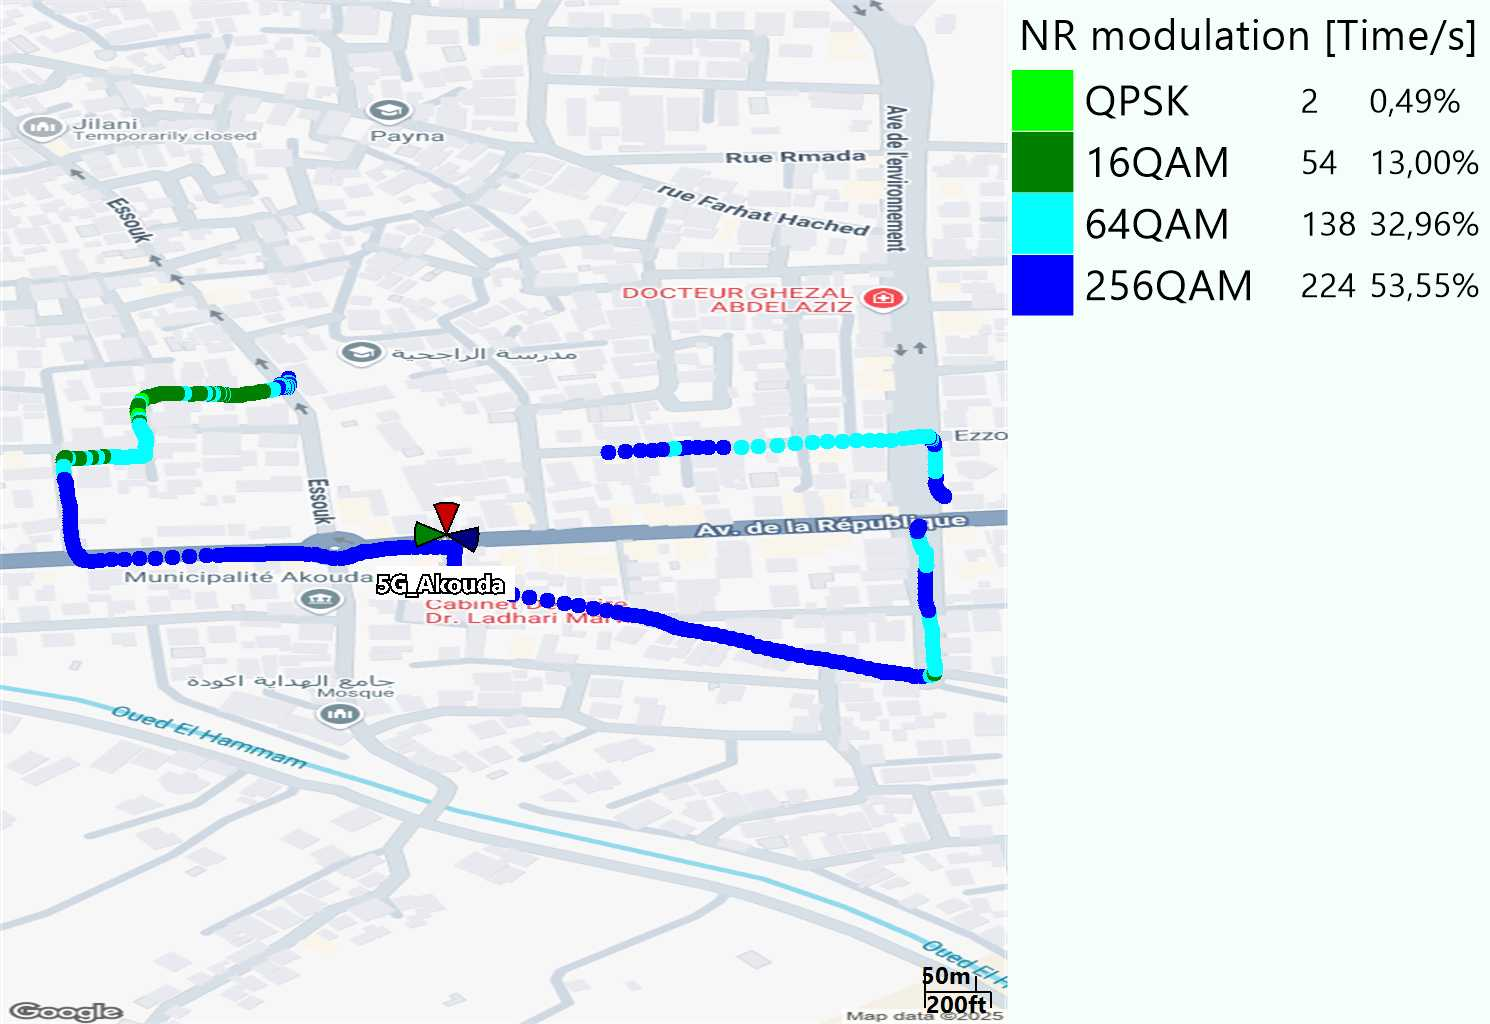 NR modulation [Time/s]
QPSK 2 0,49%
16QAM 54 13,00%
64QAM 138 32,96%
256QAM 224 53,55%
Jilani
Temporarily closed
Payna
Rue Rmada
rue Farhat Hached
Ave de l'environnement
Essouk
DOCTEUR GHEZAL
ABDELAZIZ
مدرسة الراجحية
Ezzo
Essouk
Av. de la République
Municipalité Akouda
5G_Akouda
Cabinet
Dr. Ladhari
جامع الهداية اكودة
Mosque
Oued El Hammam
Oued El H
50m
200ft
Google
Map data ©2025